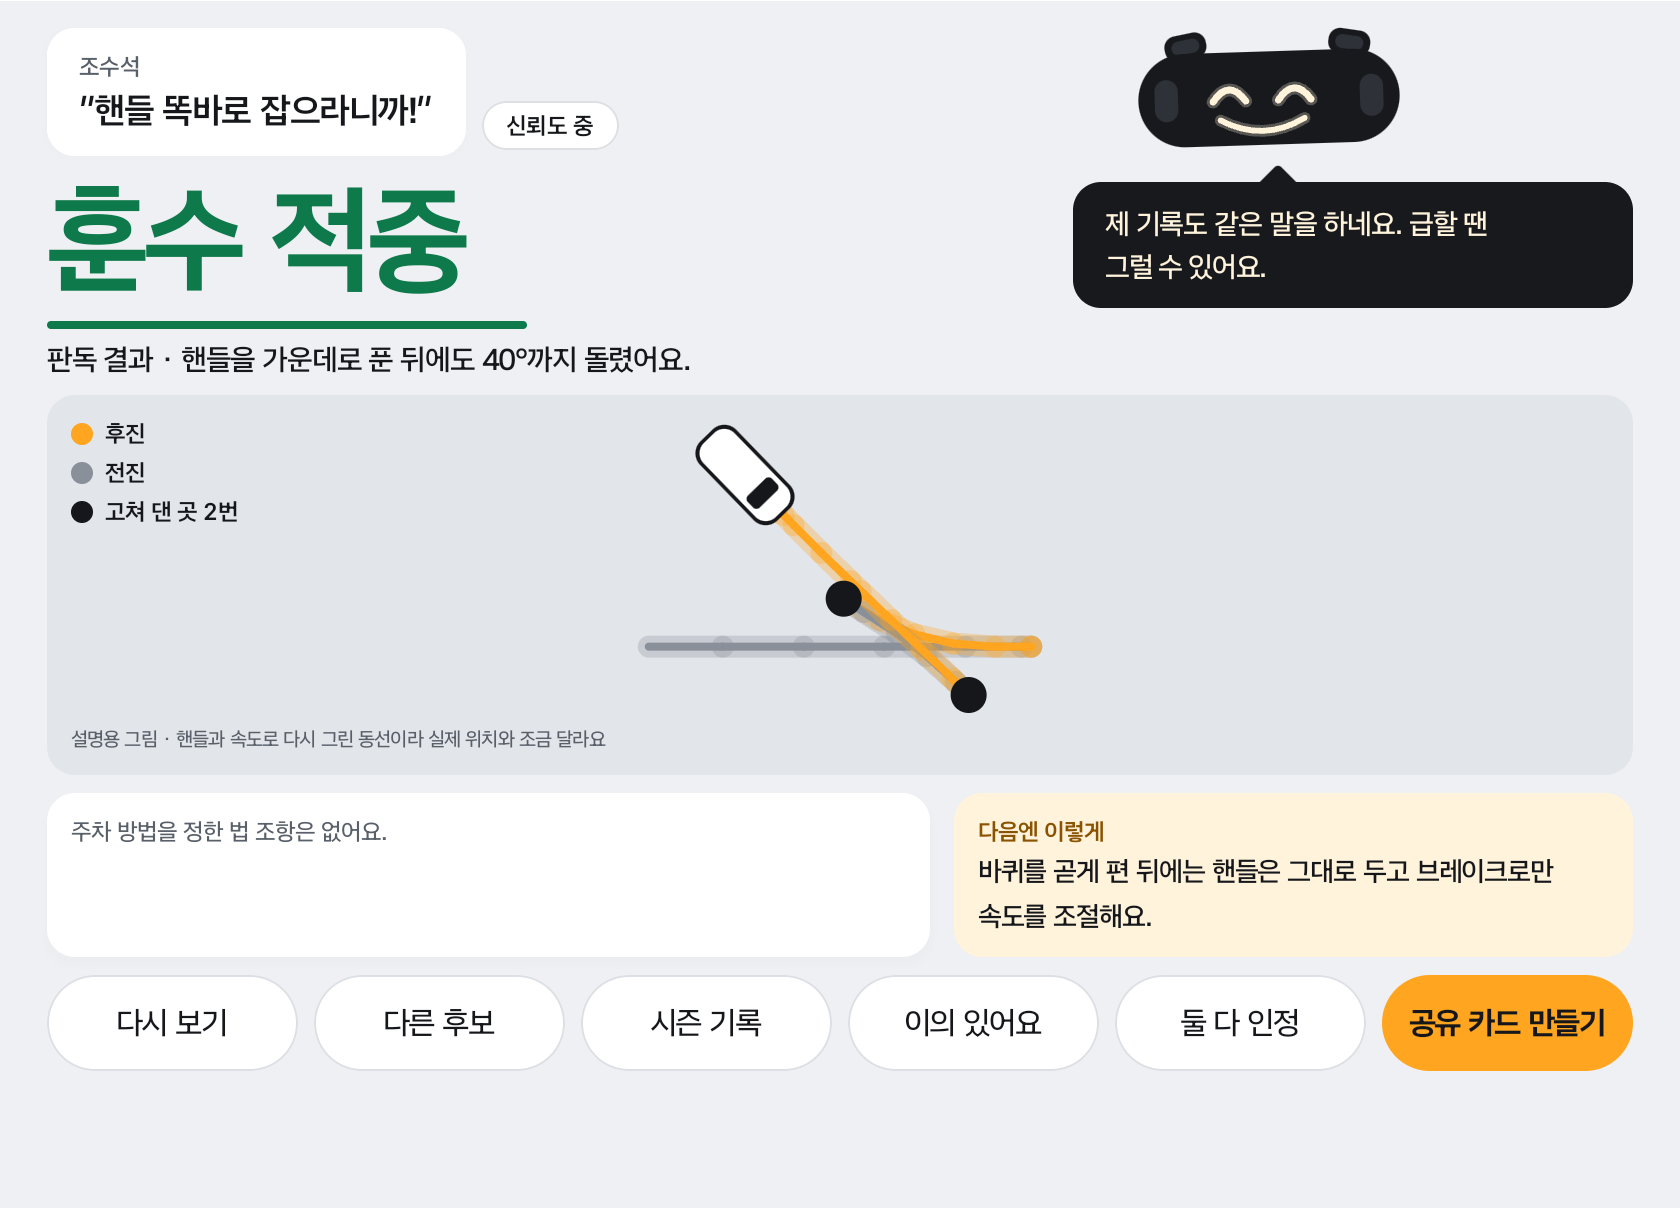 조수석
"핸들 똑바로 잡으라니까!"
신뢰도 중
훈수 적중
제 기록도 같은 말을 하네요. 급할 땐
그럴 수 있어요.
판독 결과 · 핸들을 가운데로 푼 뒤에도 40°까지 돌렸어요.
후진
전진
고쳐 댄 곳 2번
설명용 그림 · 핸들과 속도로 다시 그린 동선이라 실제 위치와 조금 달라요
주차 방법을 정한 법 조항은 없어요.
다음엔 이렇게
바퀴를 곧게 편 뒤에는 핸들은 그대로 두고 브레이크로만
속도를 조절해요.
다시 보기
다른 후보
시즌 기록
이의 있어요
둘 다 인정
공유 카드 만들기